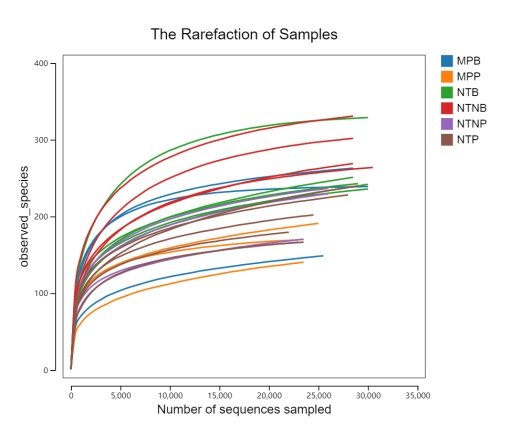 The Rarefaction of Samples
MPB
MPP
NTB
NTNB
NTNP
NTP
observed_species
400
300
200
100
0
0 5,000 10,000 15,000 20,000 25,000 30,000 35,000
Number of sequences sampled